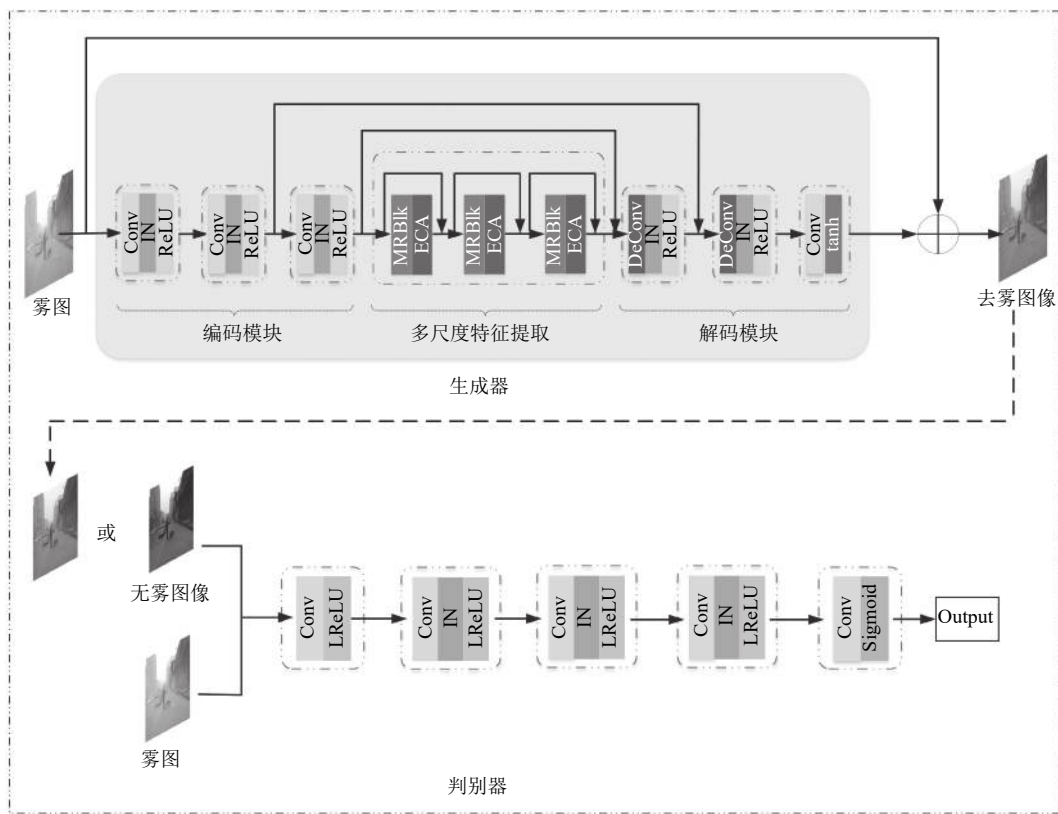 雾图
Conv
IN
ReLU
Conv
IN
ReLU
Conv
IN
ReLU
MRBlk
ECA
MRBlk
ECA
MRBlk
ECA
DeConv
IN
ReLU
DeConv
IN
ReLU
Conv
tanh
去雾图像
编码模块
多尺度特征提取
解码模块
生成器
或
无雾图像
雾图
Conv
LReLU
Conv
IN
LReLU
Conv
IN
LReLU
Conv
IN
LReLU
Conv
Sigmoid
Output
判别器